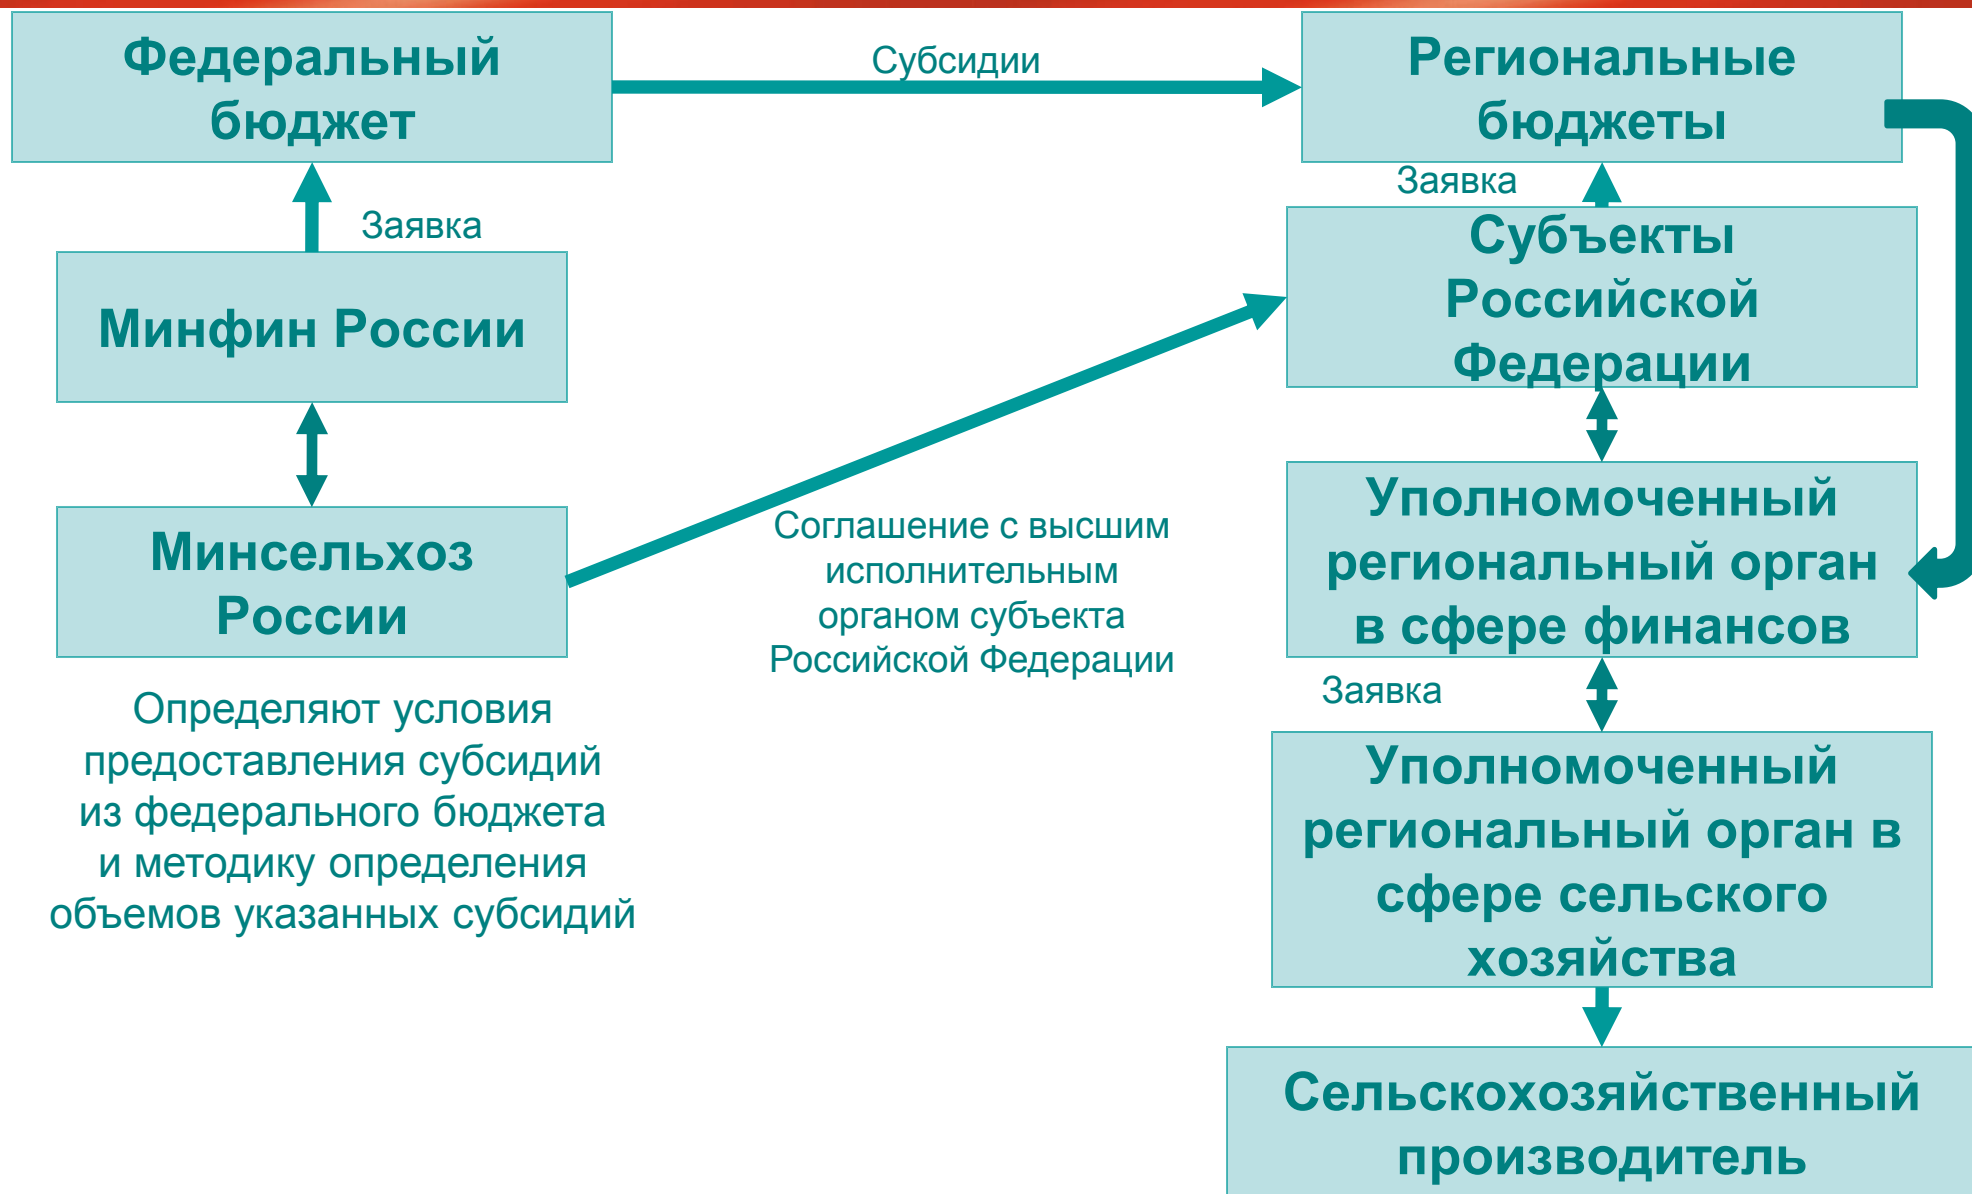 Федеральный
бюджет
Субсидии
Региональные
бюджеты
Заявка
Минфин России
Минсельхоз
России
Определяют условия
предоставления субсидий
из федерального бюджета
и методику определения
объемов указанных субсидий
Соглашение с высшим
исполнительным
органом субъекта
Российской Федерации
Заявка
Субъекты
Российской
Федерации
Уполномоченный
региональный орган
в сфере финансов
Заявка
Уполномоченный
региональный орган в
сфере сельского
хозяйства
Сельскохозяйственный
производитель